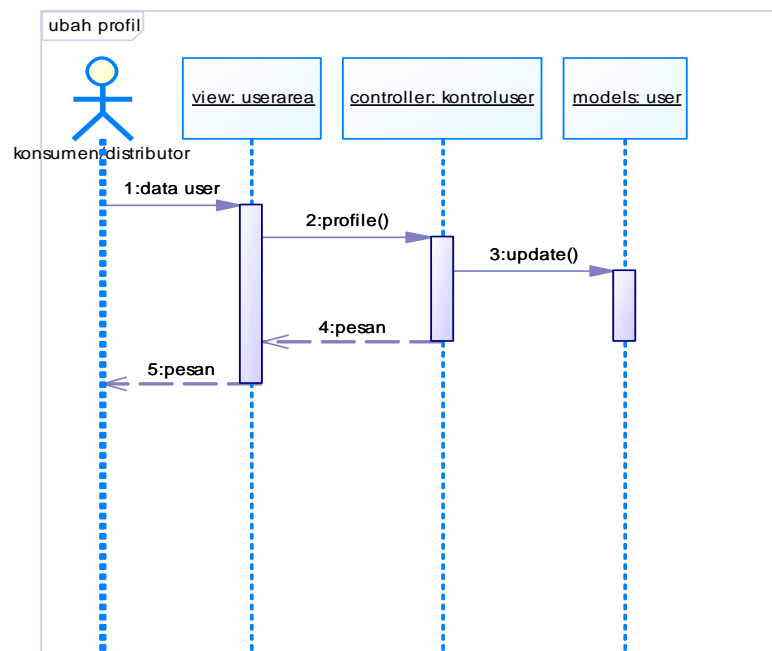 ubah profil
view: userarea
controller: kontroluser
models: user
konsumen/distributor
1:data user
2:profile()
3:update()
4:pesan
5:pesan